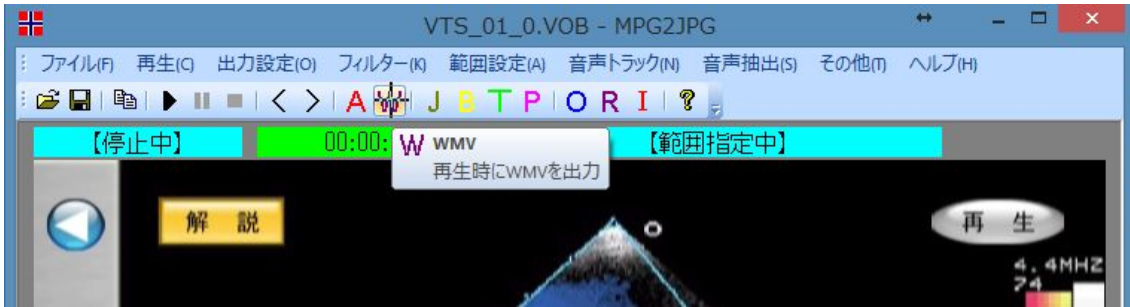 VTS_01_0.VOB - MPG2JPG
ファイル(F) 再生(C) 出力設定(O) フィルター(K) 範囲設定(A) 音声トラック(N) 音声抽出(S) その他(T) ヘルプ(H)
A J B T P O R I
【停止中】 00:00: 【範囲指定中】
W WMV
再生時にWMVを出力
解 説 再 生
4.4MHZ
74